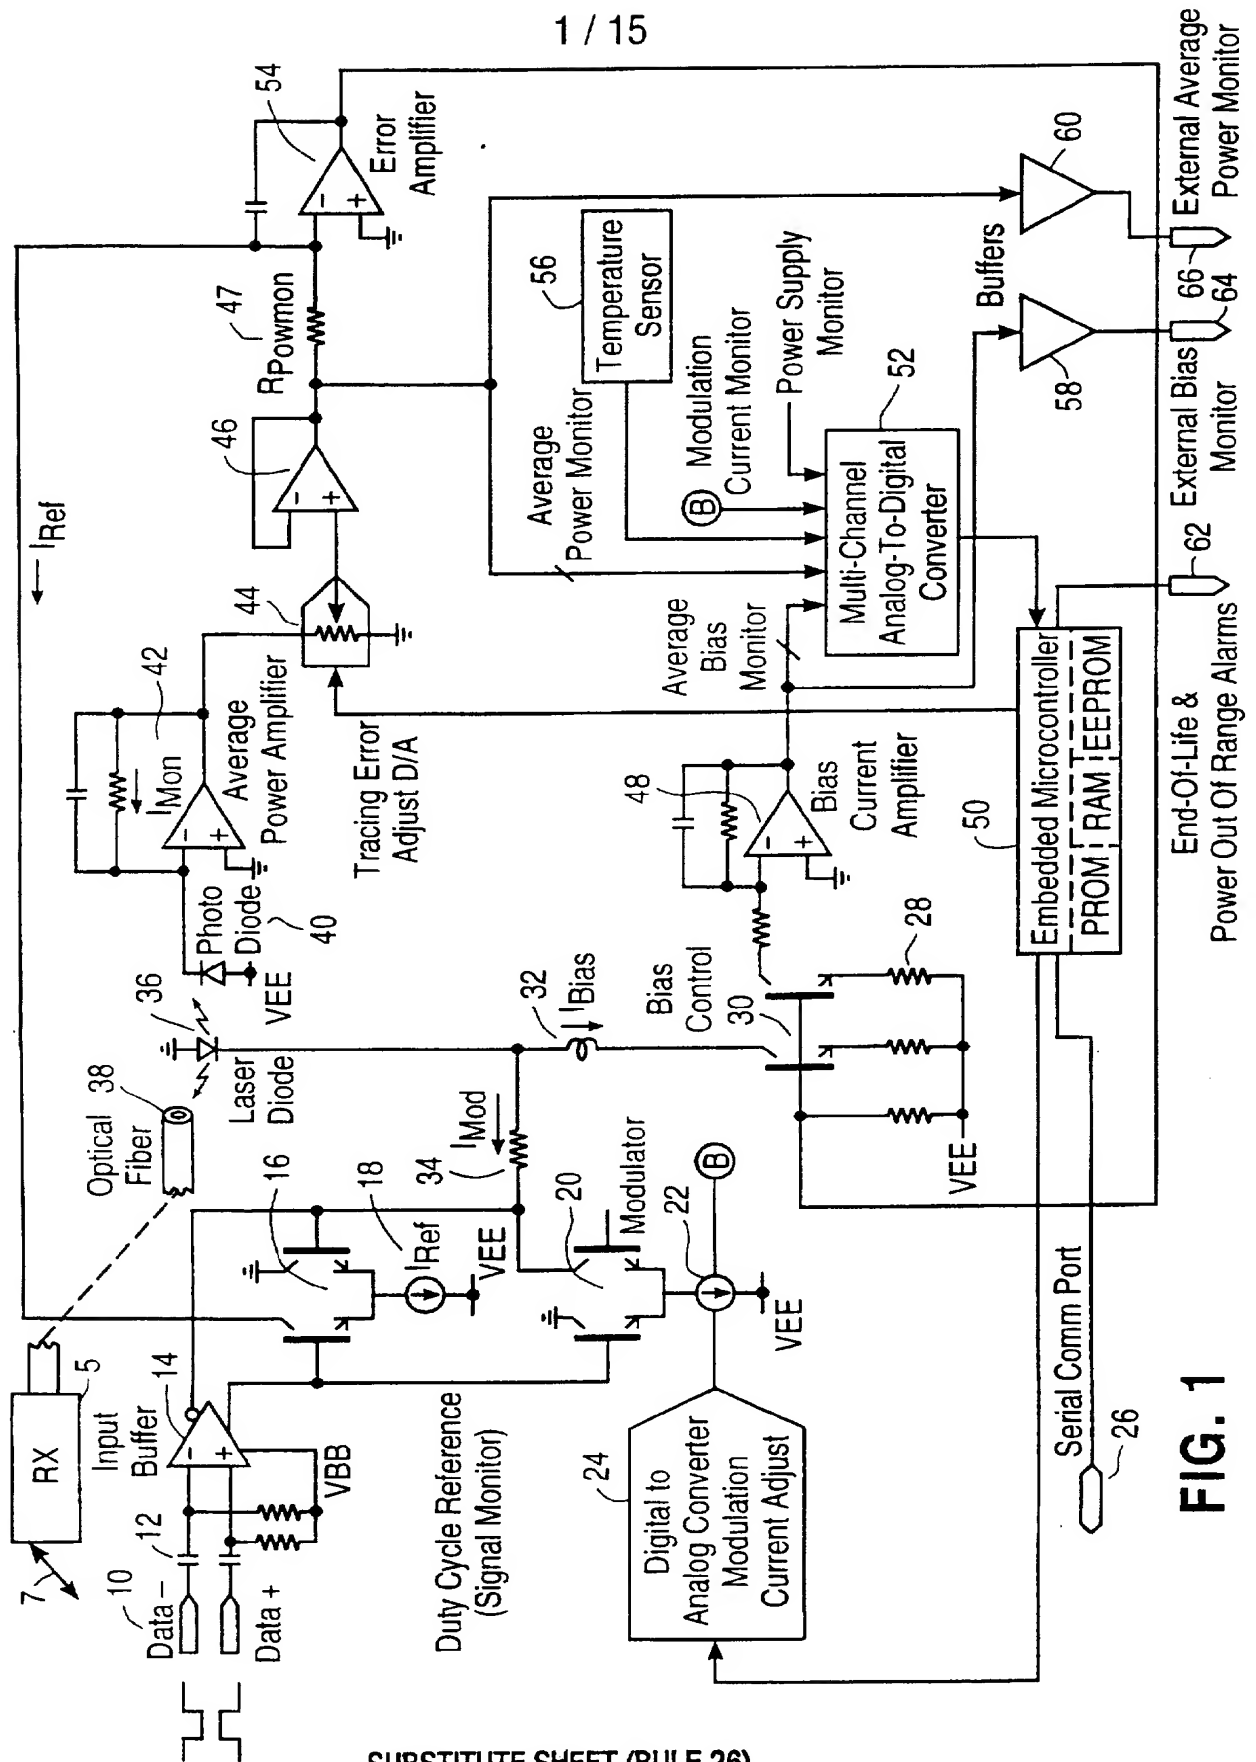 1 / 15
RX
5
7
10
Data −
Data +
12
Input
Buffer
14
−
+
VBB
Optical
Fiber
38
16
18
IRef
VEE
Duty Cycle Reference
(Signal Monitor)
20
Modulator
22
VEE
B
24
Digital to
Analog Converter
Modulation
Current Adjust
34
IMod
Laser
Diode
36
32
IBias
Bias
Control
30
28
VEE
Photo
Diode
40
VEE
IMon
42
−
+
Average
Power Amplifier
Tracing Error
Adjust D/A
44
46
−
+
RPowmon
47
IRef
54
−
+
Error
Amplifier
48
−
+
Bias
Current
Amplifier
Average
Bias
Monitor
Average
Power Monitor
56
Temperature
Sensor
B
Modulation
Current Monitor
Power Supply
Monitor
52
Multi-Channel
Analog-To-Digital
Converter
Buffers
58
60
50
Embedded Microcontroller
PROM
RAM
EEPROM
Serial Comm Port
26
End-Of-Life &
Power Out Of Range Alarms
62
External Bias
Monitor
64
External Average
Power Monitor
66
FIG. 1
SUBSTITUTE SHEET (RULE 26)